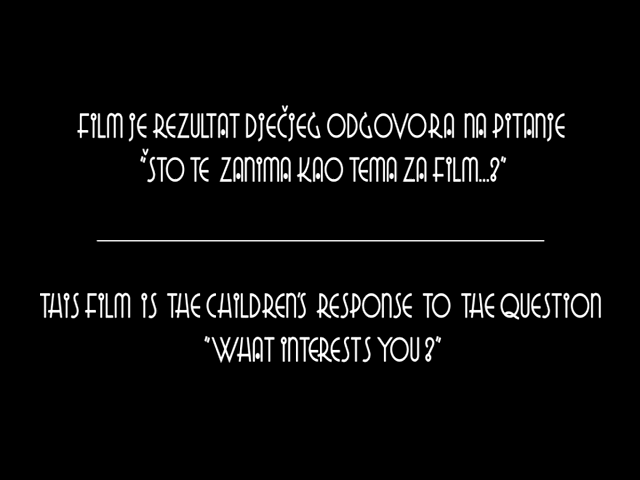 FILM JE REZULTAT DJEČJEG ODGOVORA NA PITANJE
"ŠTO TE ZANIMA KAO TEMA ZA FILM...?"
THIS FILM IS THE CHILDREN'S RESPONSE TO THE QUESTION
"WHAT INTERESTS YOU?"